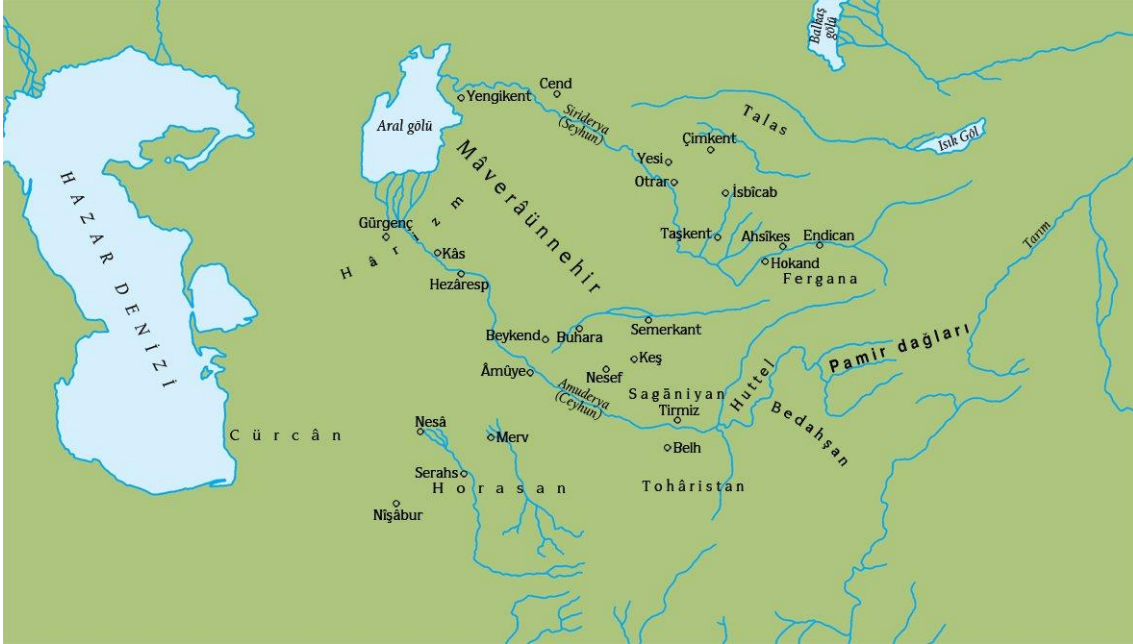 Balkaş
gölü
Cend
Yengikent
Aral gölü
Siriderya
(Seyhun)
Talas
Çimkent
Isık Göl
Yesi
Otrar
İsbîcab
HAZAR DENİZİ
Mâverâünnehir
Hârizm
Gürgenç
Kâs
Hezâresp
Taşkent
Ahsîkes
Endican
Hokand
Fergana
Tarım
Beykend
Buhara
Semerkant
Keş
Nesef
Âmûye
Amuderya
(Ceyhun)
Sagāniyan
Tirmiz
Huttel
Pamir dağları
Bedahşan
Cürcân
Nesâ
Merv
Belh
Serahs
Horasan
Tohâristan
Nîşâbur